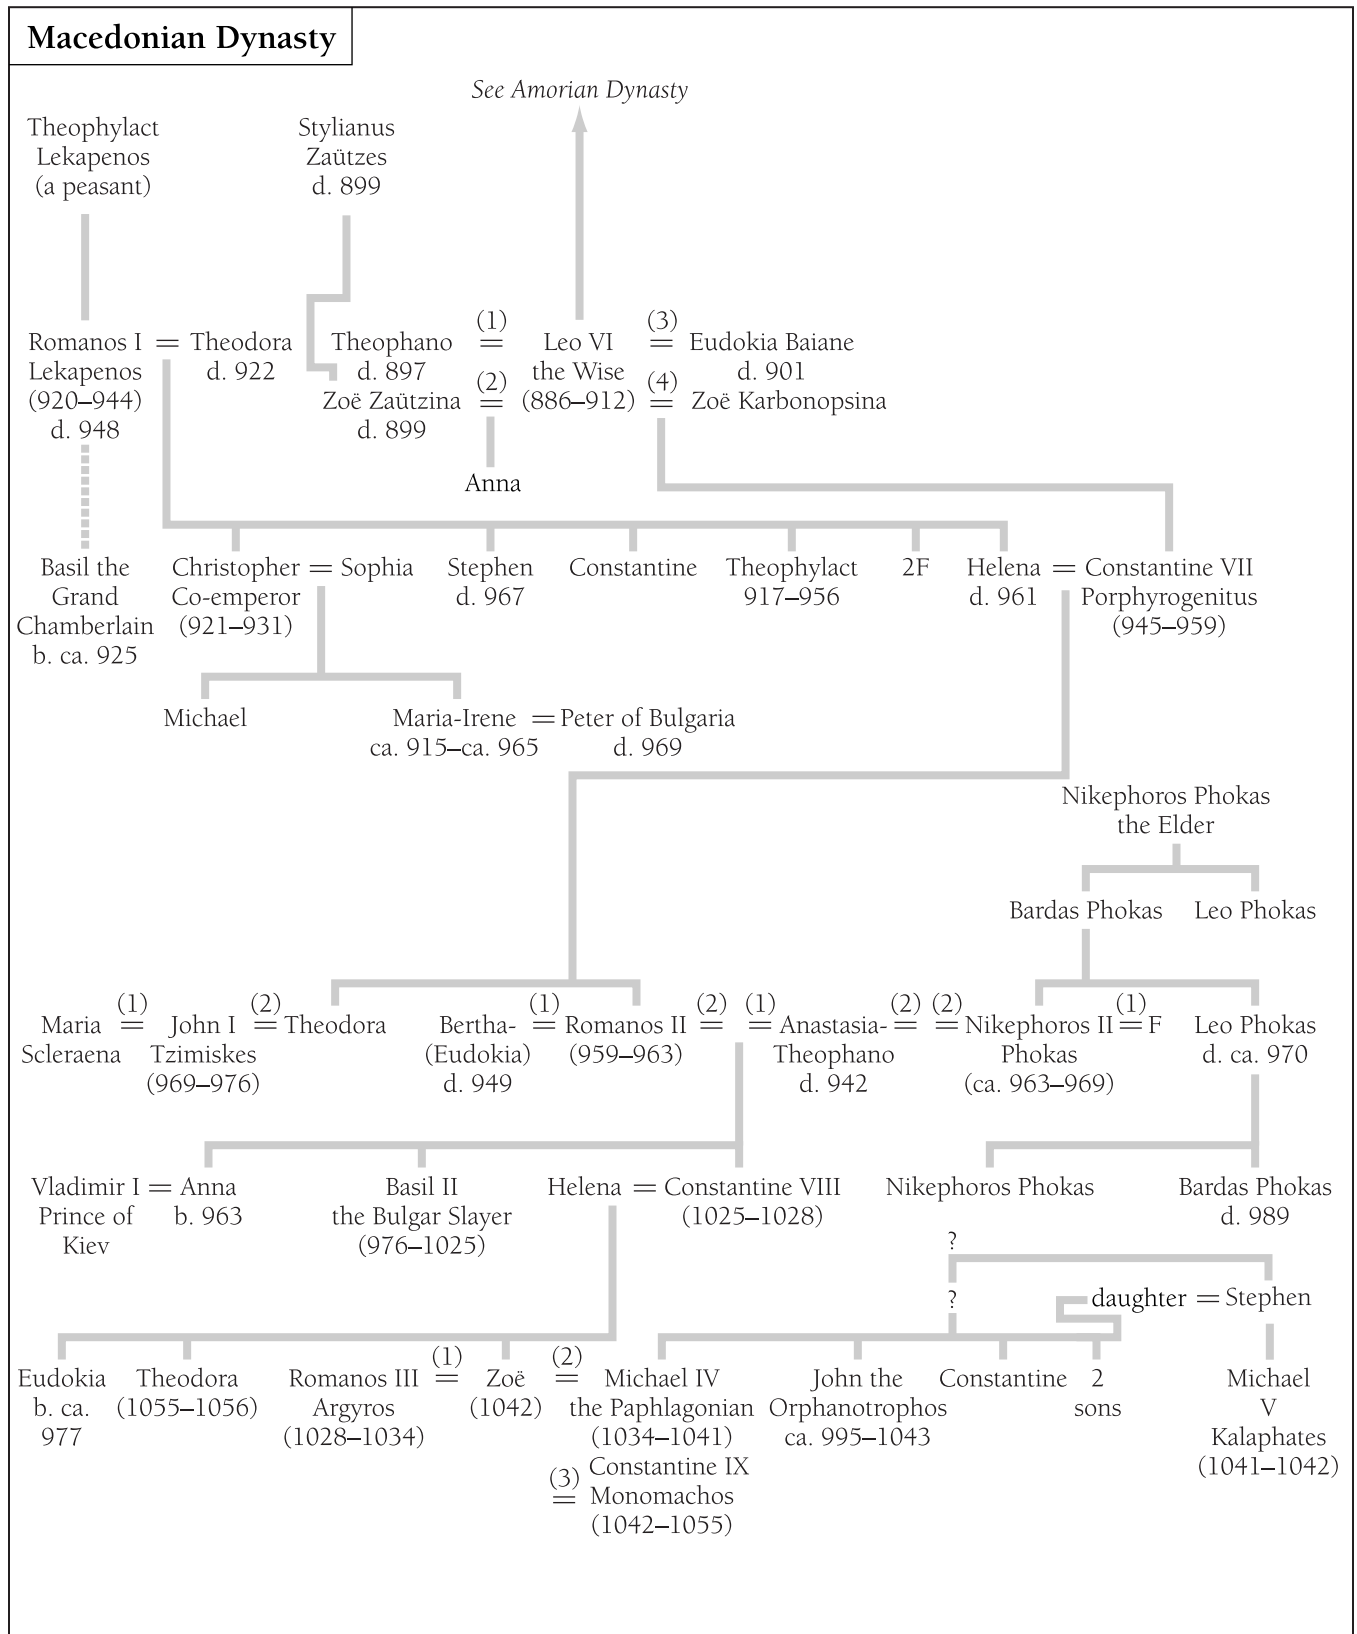 Macedonian Dynasty
See Amorian Dynasty
Theophylact
Lekapenos
(a peasant)
Stylianus
Zaützes
d. 899
Romanos I
Lekapenos
(920–944)
d. 948
=
Theodora
d. 922
Theophano
d. 897
(1)
=
Zoë Zaützina
d. 899
(2)
=
Leo VI
the Wise
(886–912)
(3)
=
Eudokia Baiane
d. 901
(4)
=
Zoë Karbonopsina
Anna
Basil the
Grand
Chamberlain
b. ca. 925
Christopher = Sophia
Co-emperor
(921–931)
Stephen
d. 967
Constantine
Theophylact
917–956
2F
Helena
d. 961
=
Constantine VII
Porphyrogenitus
(945–959)
Michael
Maria-Irene
ca. 915–ca. 965
=
Peter of Bulgaria
d. 969
Nikephoros Phokas
the Elder
Bardas Phokas
Leo Phokas
Maria
Scleraena
(1)
=
John I
Tzimiskes
(969–976)
(2)
=
Theodora
Bertha-
(Eudokia)
d. 949
(1)
=
Romanos II
(959–963)
(2)
=
(1)
=
Anastasia-
Theophano
d. 942
(2)
=
(2)
=
Nikephoros II
Phokas
(ca. 963–969)
(1)
=
F
Leo Phokas
d. ca. 970
Vladimir I
Prince of
Kiev
=
Anna
b. 963
Basil II
the Bulgar Slayer
(976–1025)
Helena
=
Constantine VIII
(1025–1028)
Nikephoros Phokas
Bardas Phokas
d. 989
?
?
daughter = Stephen
Eudokia
b. ca.
977
Theodora
(1055–1056)
Romanos III
Argyros
(1028–1034)
(1)
=
Zoë
(1042)
(2)
=
Michael IV
the Paphlagonian
(1034–1041)
(3)
=
Constantine IX
Monomachos
(1042–1055)
John the
Orphanotrophos
ca. 995–1043
Constantine
2
sons
Michael
V
Kalaphates
(1041–1042)